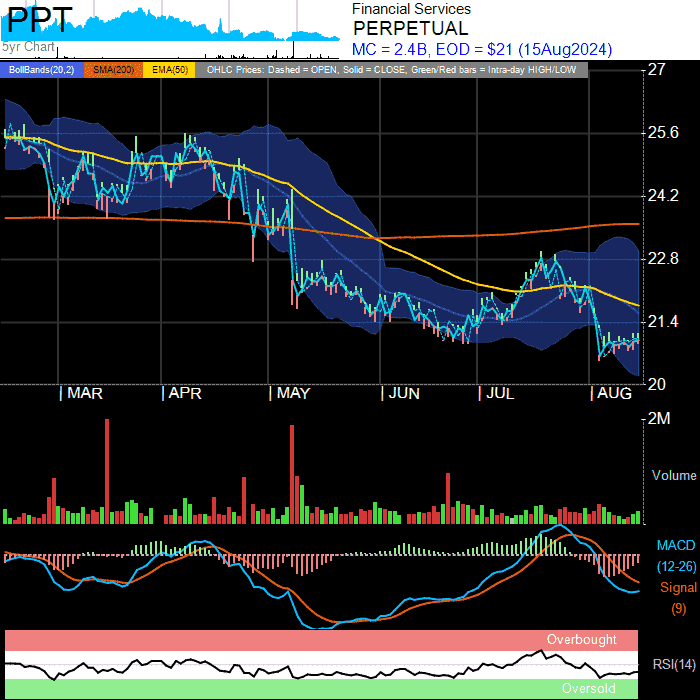 PPT
5yr Chart
Financial Services
PERPETUAL
MC = 2.4B, EOD = $21 (15Aug2024)
BollBands(20,2) SMA(200) EMA(50) OHLC Prices: Dashed = OPEN, Solid = CLOSE, Green/Red bars = Intra-day HIGH/LOW
27
25.6
24.2
22.8
21.4
20
| MAR | APR | MAY | JUN | JUL | AUG
2M
Volume
MACD
(12-26)
Signal
(9)
Overbought
RSI(14)
Oversold